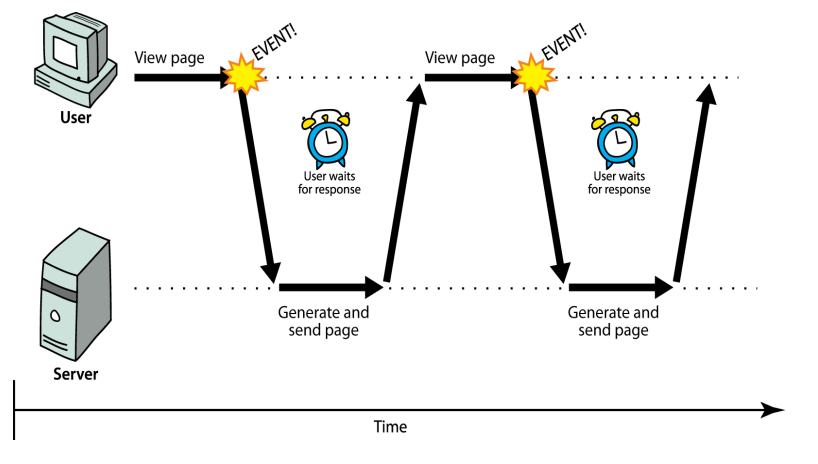 View page
EVENT!
View page
EVENT!
User
User waits
for response
User waits
for response
Generate and
send page
Generate and
send page
Server
Time